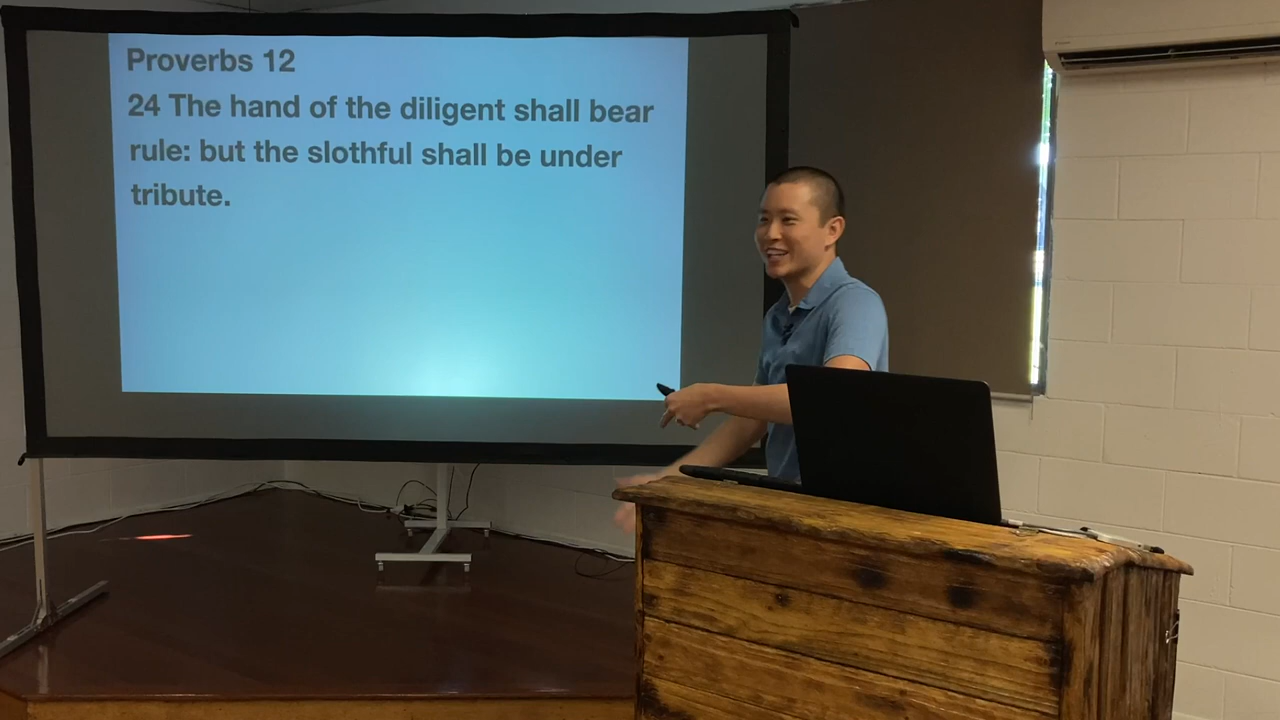 Proverbs 12
24 The hand of the diligent shall bear
rule: but the slothful shall be under
tribute.